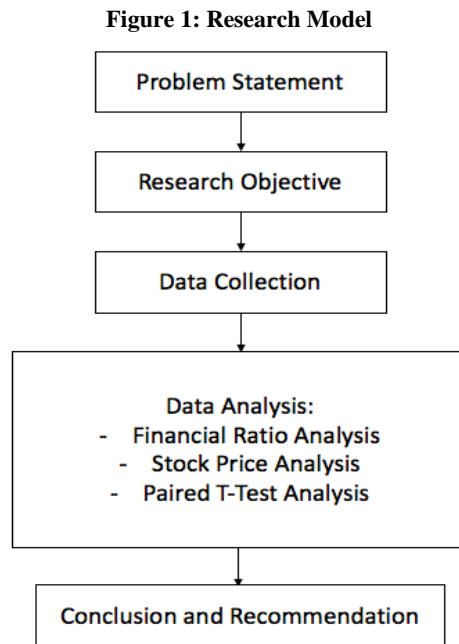 Figure 1: Research Model
Problem Statement
Research Objective
Data Collection
Data Analysis:
- Financial Ratio Analysis
- Stock Price Analysis
- Paired T-Test Analysis
Conclusion and Recommendation